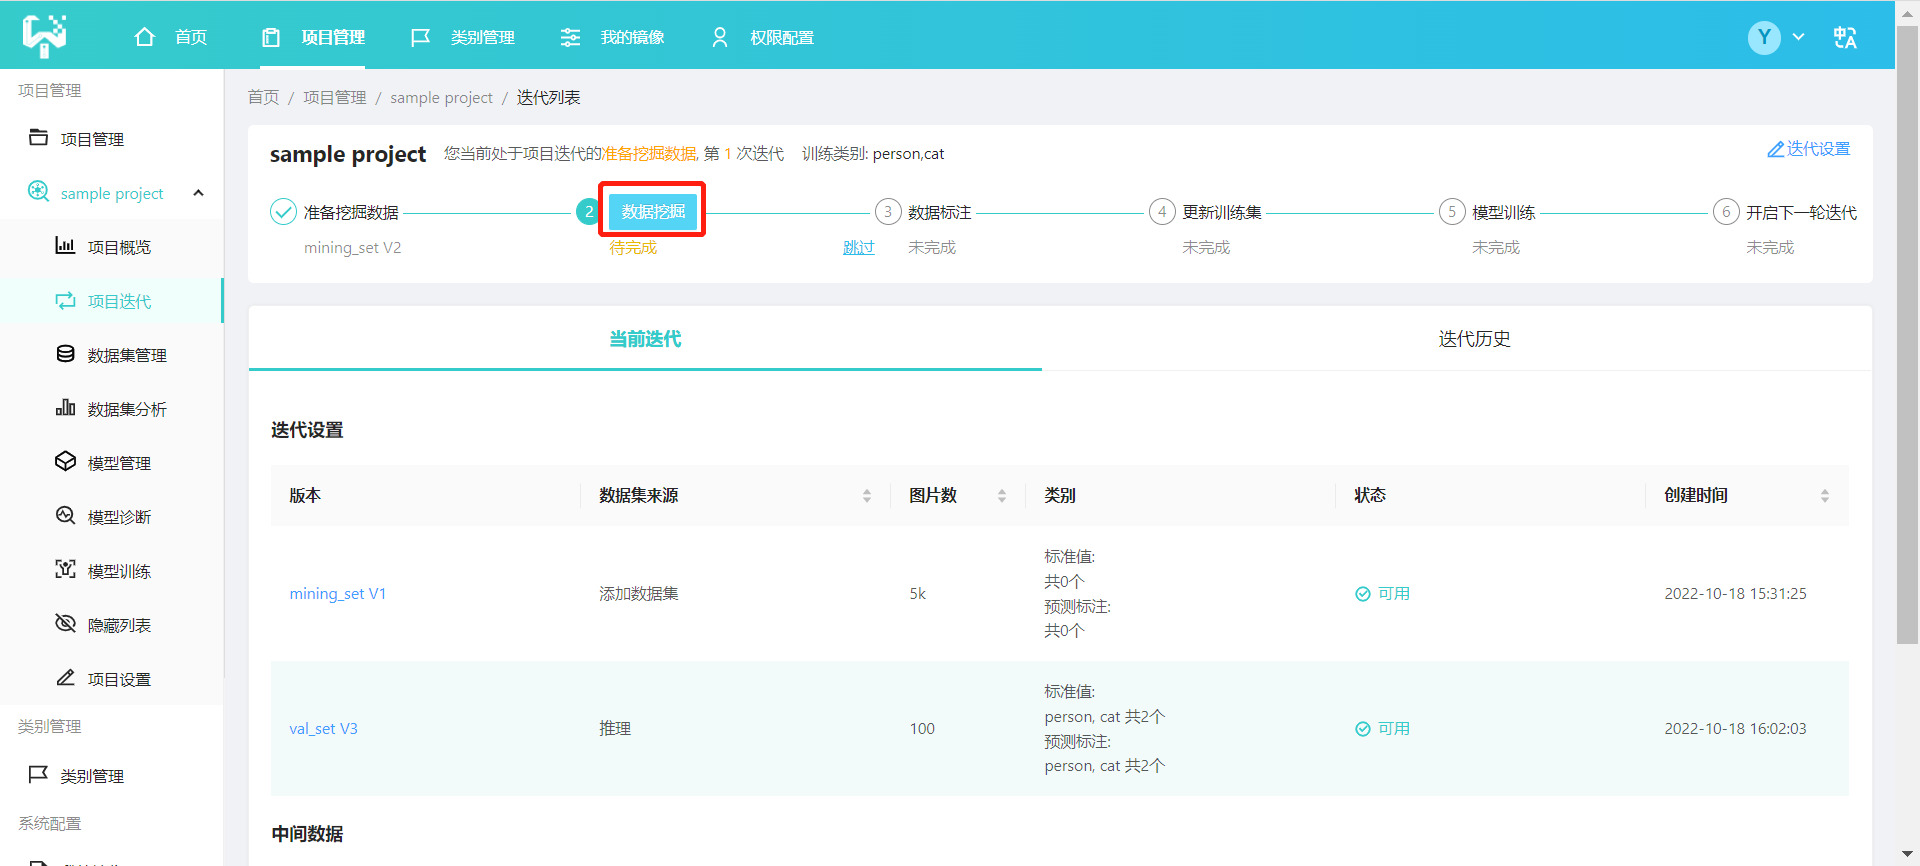 首页
项目管理
类别管理
我的镜像
权限配置
Y
项目管理
项目管理
sample project
项目概览
项目迭代
数据集管理
数据集分析
模型管理
模型诊断
模型训练
隐藏列表
项目设置
类别管理
类别管理
系统配置
首页 / 项目管理 / sample project / 迭代列表
sample project 您当前处于项目迭代的准备挖掘数据, 第 1 次迭代 训练类别: person,cat
迭代设置
准备挖掘数据
mining_set V2
2 数据挖掘
待完成
跳过
3 数据标注
未完成
4 更新训练集
未完成
5 模型训练
未完成
6 开启下一轮迭代
未完成
当前迭代 迭代历史
迭代设置
版本 数据集来源 图片数 类别 状态 创建时间
标准值:
共0个
mining_set V1 添加数据集 5k 可用 2022-10-18 15:31:25
预测标注:
共0个
标准值:
person, cat 共2个
val_set V3 推理 100 可用 2022-10-18 16:02:03
预测标注:
person, cat 共2个
中间数据